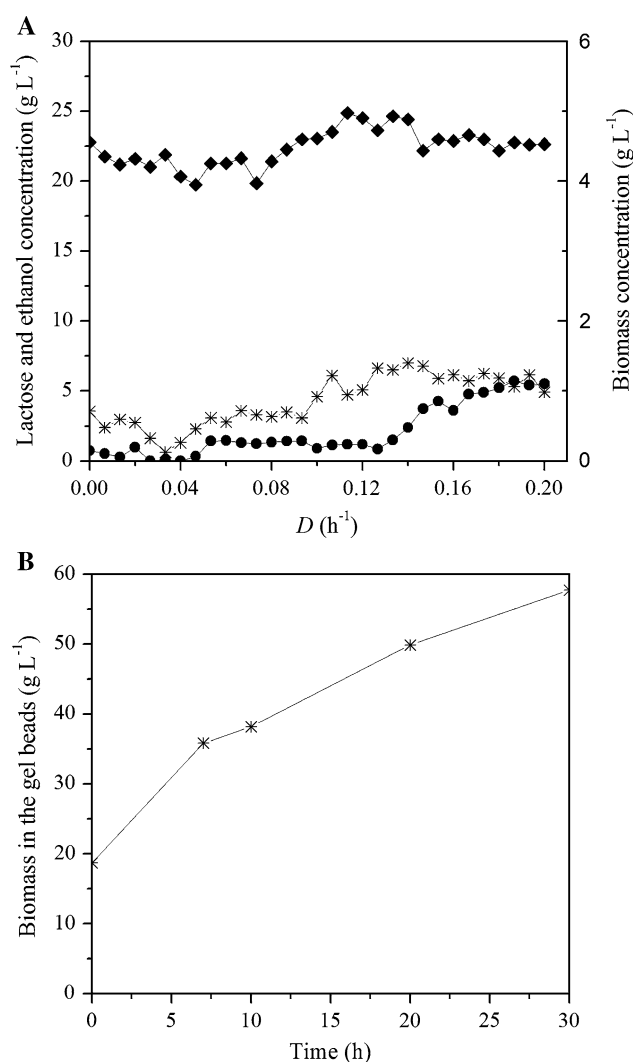 A
Lactose and ethanol concentration (g L⁻¹)
30
25
20
15
10
5
0
6
4
2
0
Biomass concentration (g L⁻¹)
0.00 0.04 0.08 0.12 0.16 0.20
D (h⁻¹)
B
Biomass in the gel beads (g L⁻¹)
60
50
40
30
20
10
0
0 5 10 15 20 25 30
Time (h)